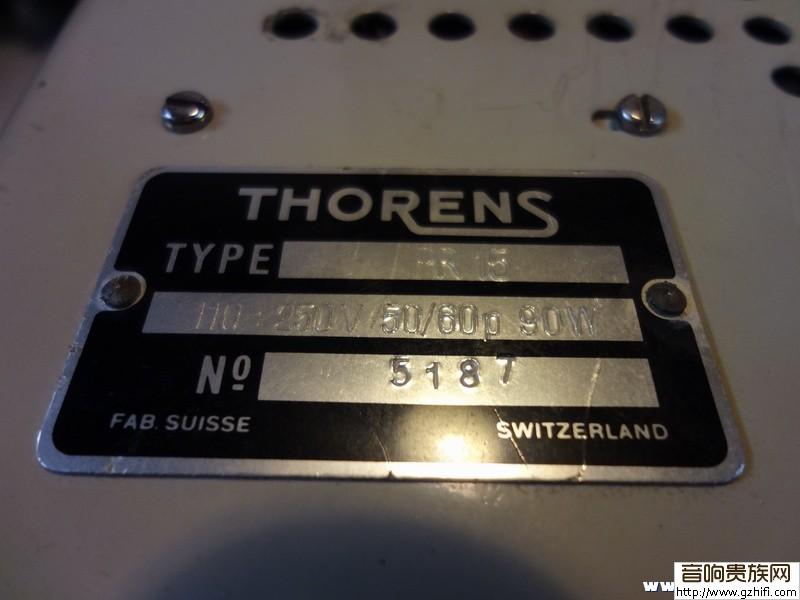 THORENS
TYPE PR 15
110 - 250V 50/60p 90W
No 5187
FAB. SUISSE SWITZERLAND
音响贵族网
http://www.gzhifi.com